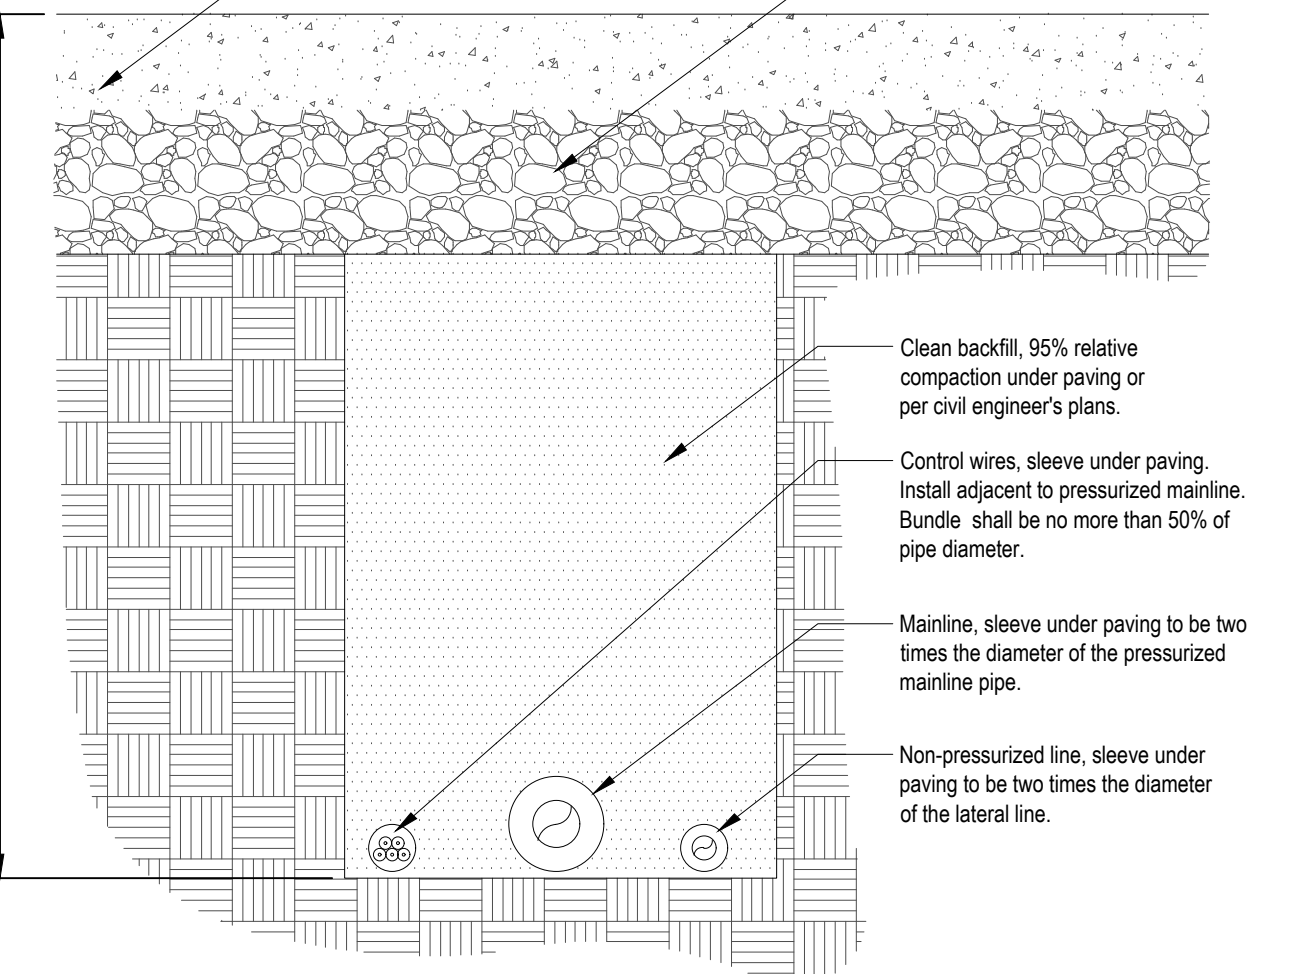 Clean backfill, 95% relative
compaction under paving or
per civil engineer's plans.
Control wires, sleeve under paving.
Install adjacent to pressurized mainline.
Bundle shall be no more than 50% of
pipe diameter.
Mainline, sleeve under paving to be two
times the diameter of the pressurized
mainline pipe.
Non-pressurized line, sleeve under
paving to be two times the diameter
of the lateral line.